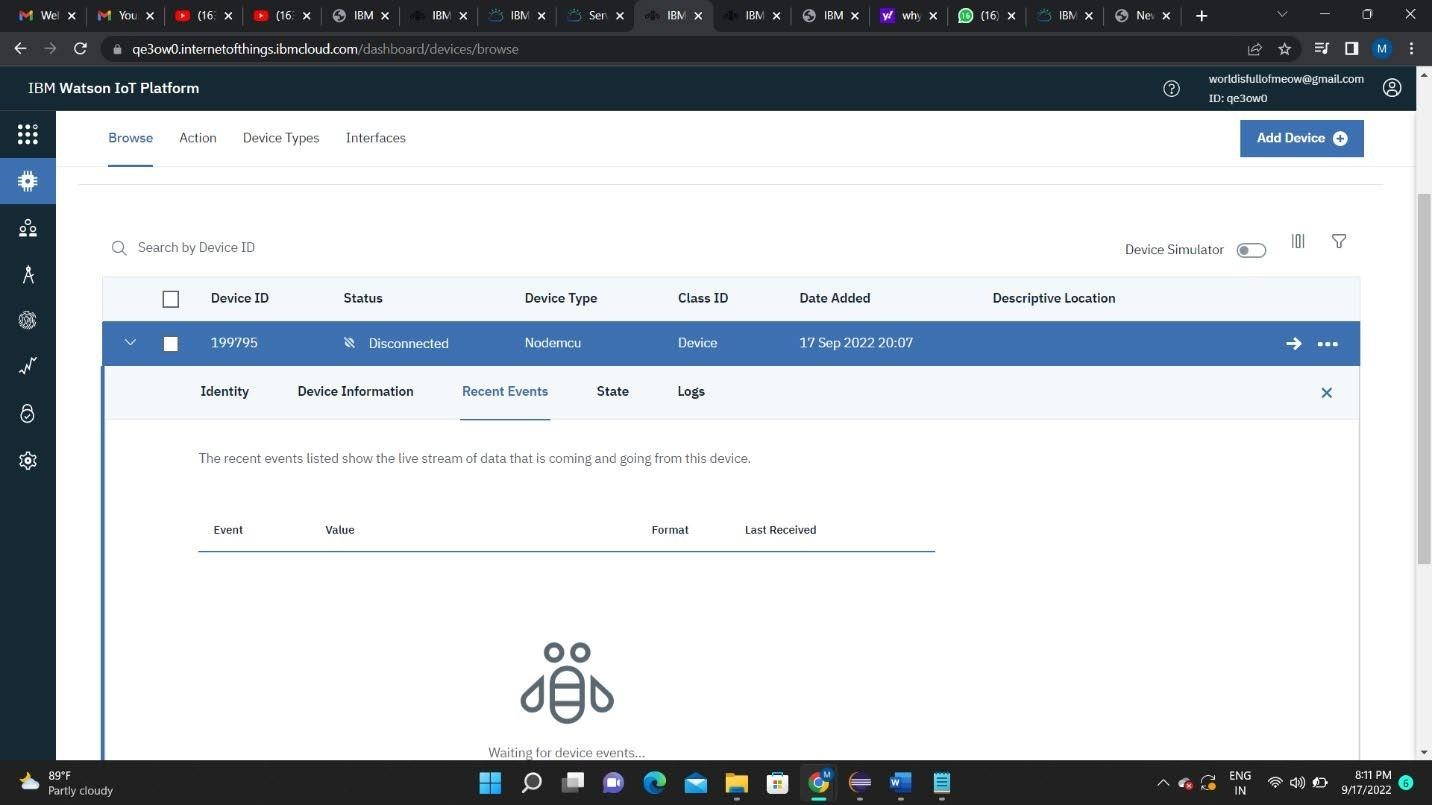 Wel
You
(16:
(16:
IBM
IBM
IBM
Ser
IBM
IBM
IBM
why
(16)
IBM
Nev
qe3ow0.internetofthings.ibmcloud.com/dashboard/devices/browse
M
IBM Watson IoT Platform
worldisfullofmeow@gmail.com
ID: qe3ow0
Browse Action Device Types Interfaces
Add Device
Search by Device ID
Device Simulator
Device ID Status Device Type Class ID Date Added Descriptive Location
199795 Disconnected Nodemcu Device 17 Sep 2022 20:07
Identity Device Information Recent Events State Logs
The recent events listed show the live stream of data that is coming and going from this device.
Event Value Format Last Received
Waiting for device events...
89°F
Partly cloudy
ENG
IN
8:11 PM
9/17/2022
6